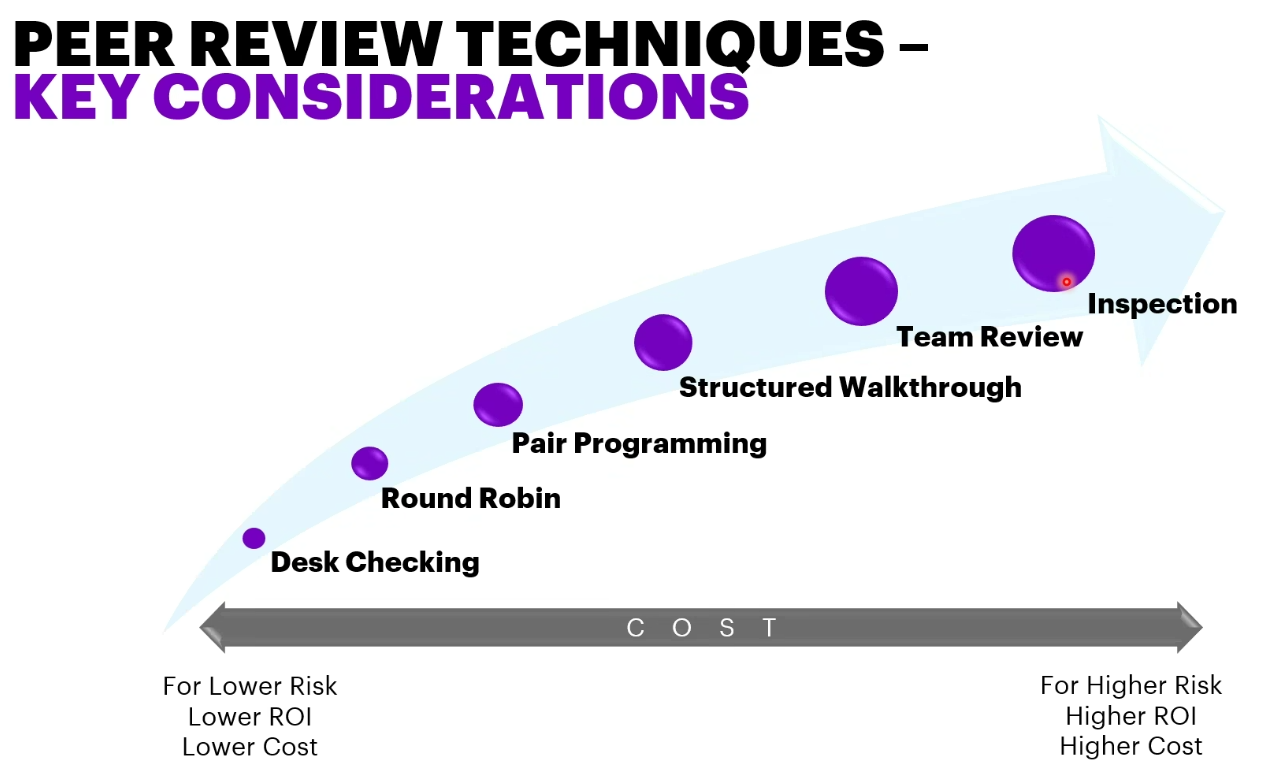 PEER REVIEW TECHNIQUES –
KEY CONSIDERATIONS
Inspection
Team Review
Structured Walkthrough
Pair Programming
Round Robin
Desk Checking
COST
For Lower Risk
Lower ROI
Lower Cost
For Higher Risk
Higher ROI
Higher Cost